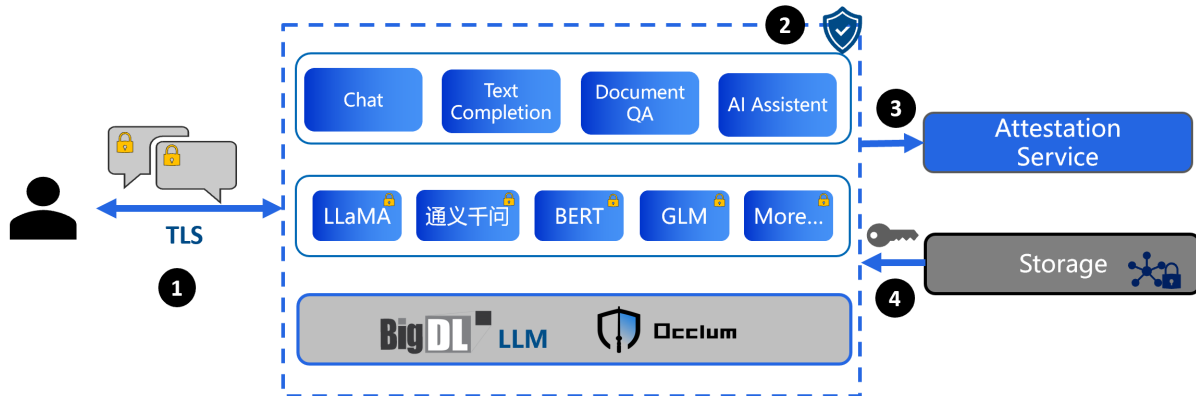 2
Chat
Text
Completion
Document
QA
AI Assistent
3
Attestation
Service
LLaMA
通义千问
BERT
GLM
More...
TLS
1
Storage
4
BigDL LLM
Occlum